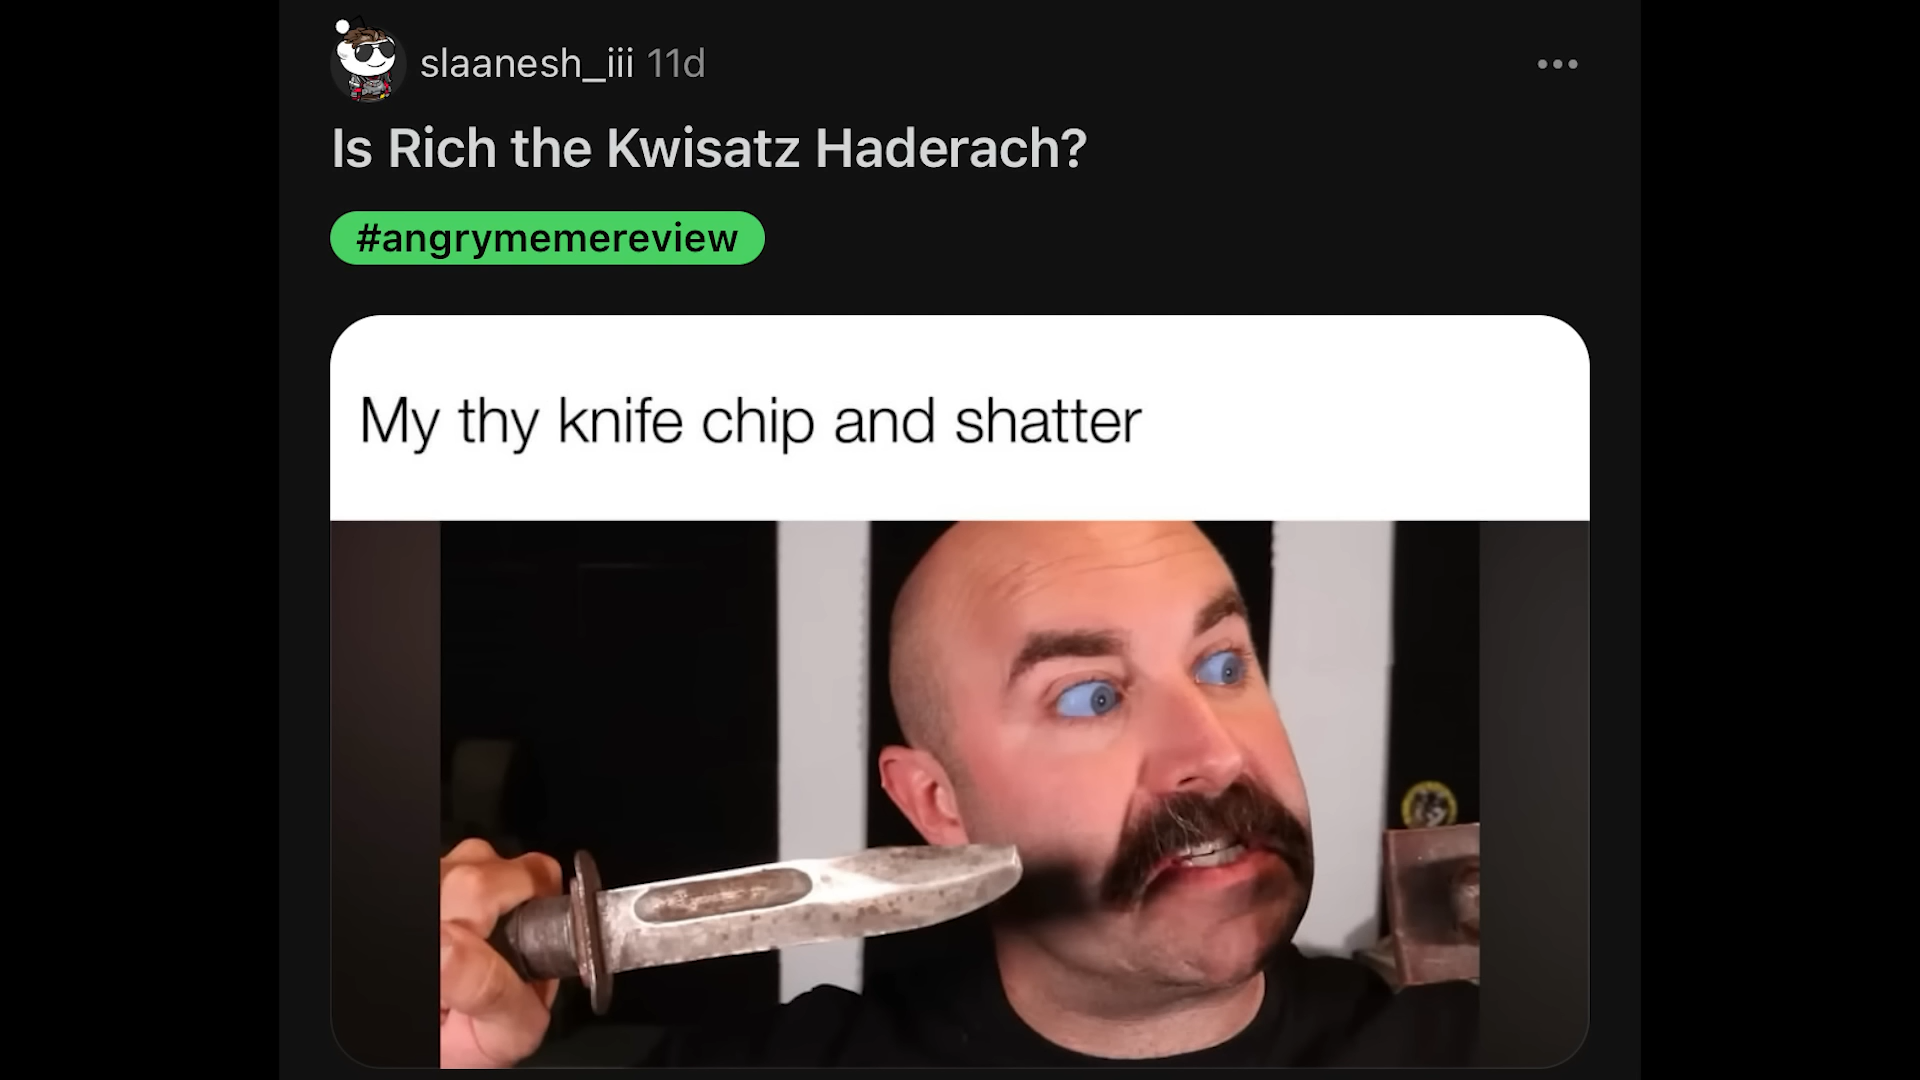 slaanesh_iii 11d
Is Rich the Kwisatz Haderach?
#angrymemereview
My thy knife chip and shatter